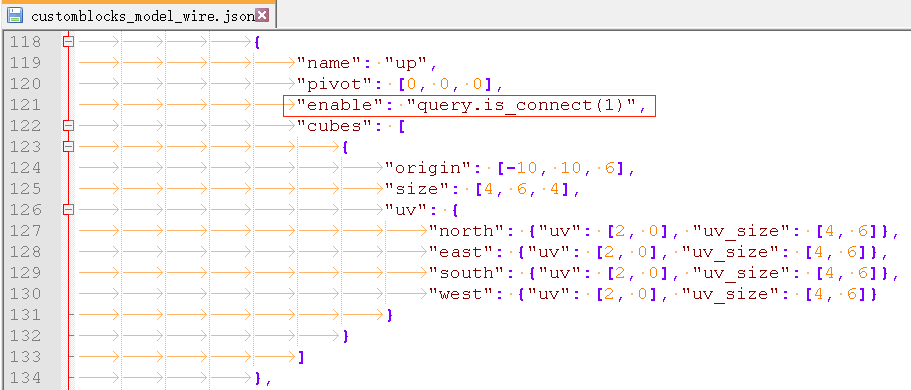 customblocks_model_wire.json
118 {
119 "name": "up",
120 "pivot": [0, 0, 0],
121 "enable": "query.is_connect(1)",
122 "cubes": [
123 {
124 "origin": [-10, 10, 6],
125 "size": [4, 6, 4],
126 "uv": {
127 "north": {"uv": [2, 0], "uv_size": [4, 6]},
128 "east": {"uv": [2, 0], "uv_size": [4, 6]},
129 "south": {"uv": [2, 0], "uv_size": [4, 6]},
130 "west": {"uv": [2, 0], "uv_size": [4, 6]}
131 }
132 }
133 ]
134 },